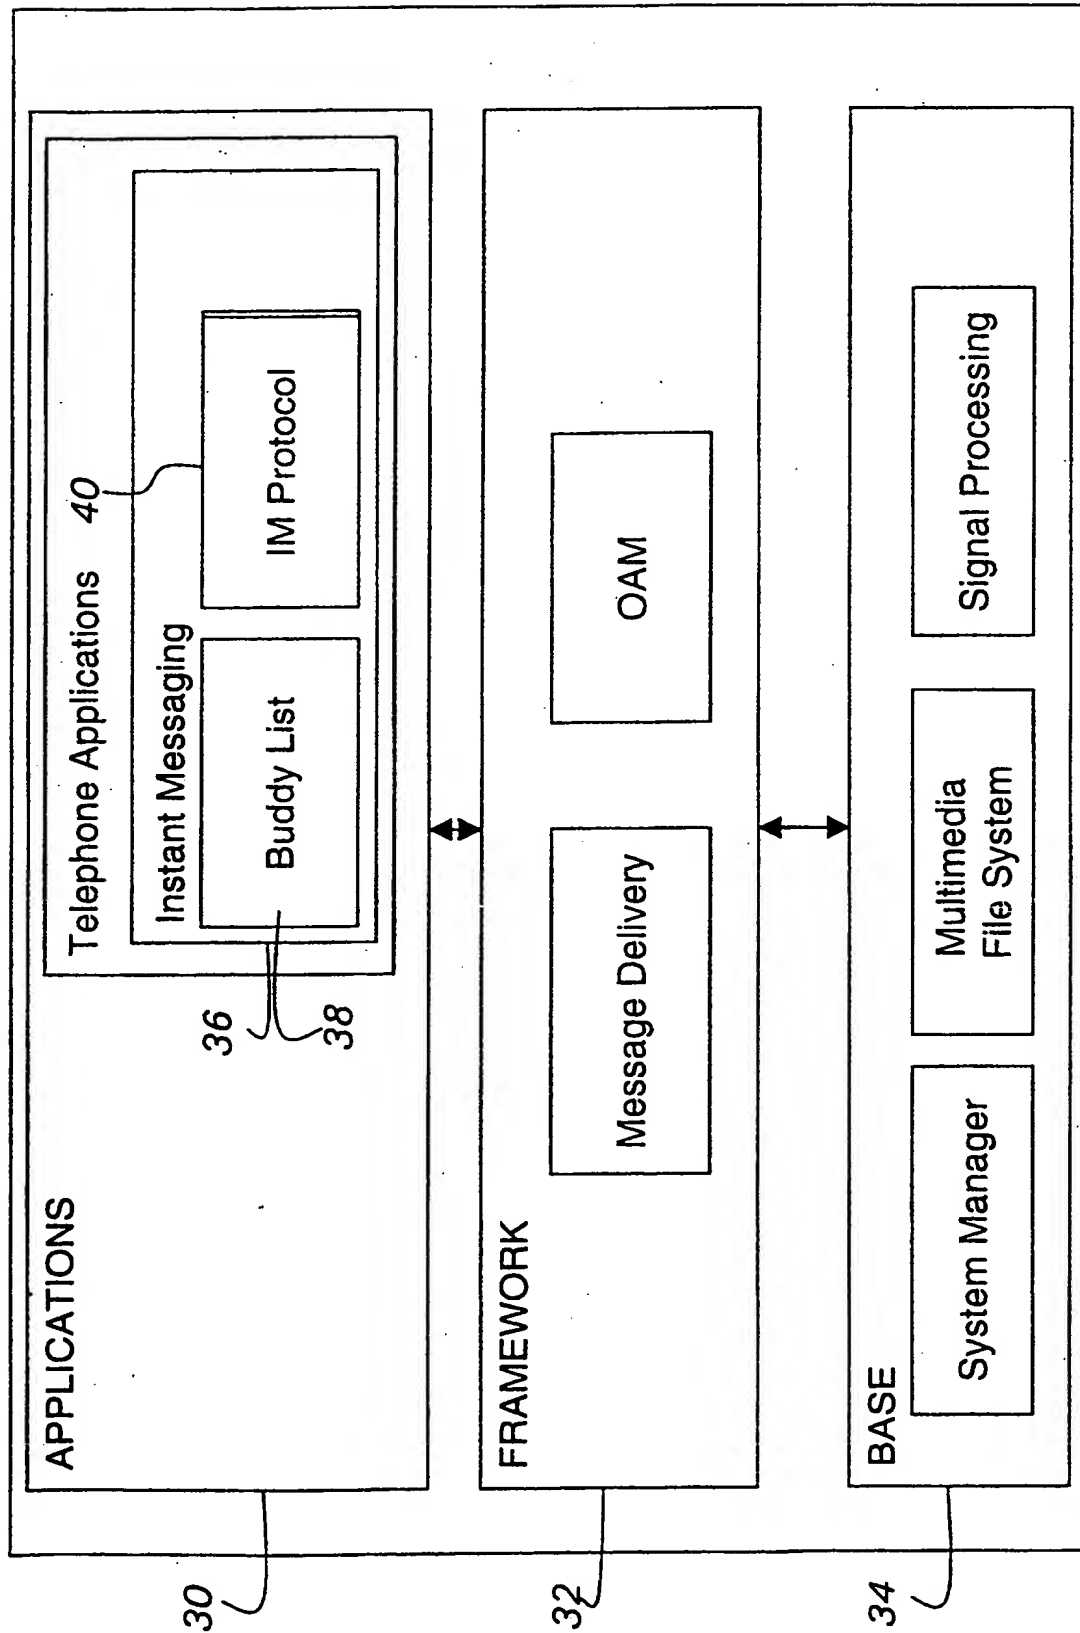 APPLICATIONS
Telephone Applications
40
Instant Messaging
Buddy List
IM Protocol
36
38
30
FRAMEWORK
Message Delivery
OAM
32
BASE
System Manager
Multimedia
File System
Signal Processing
34